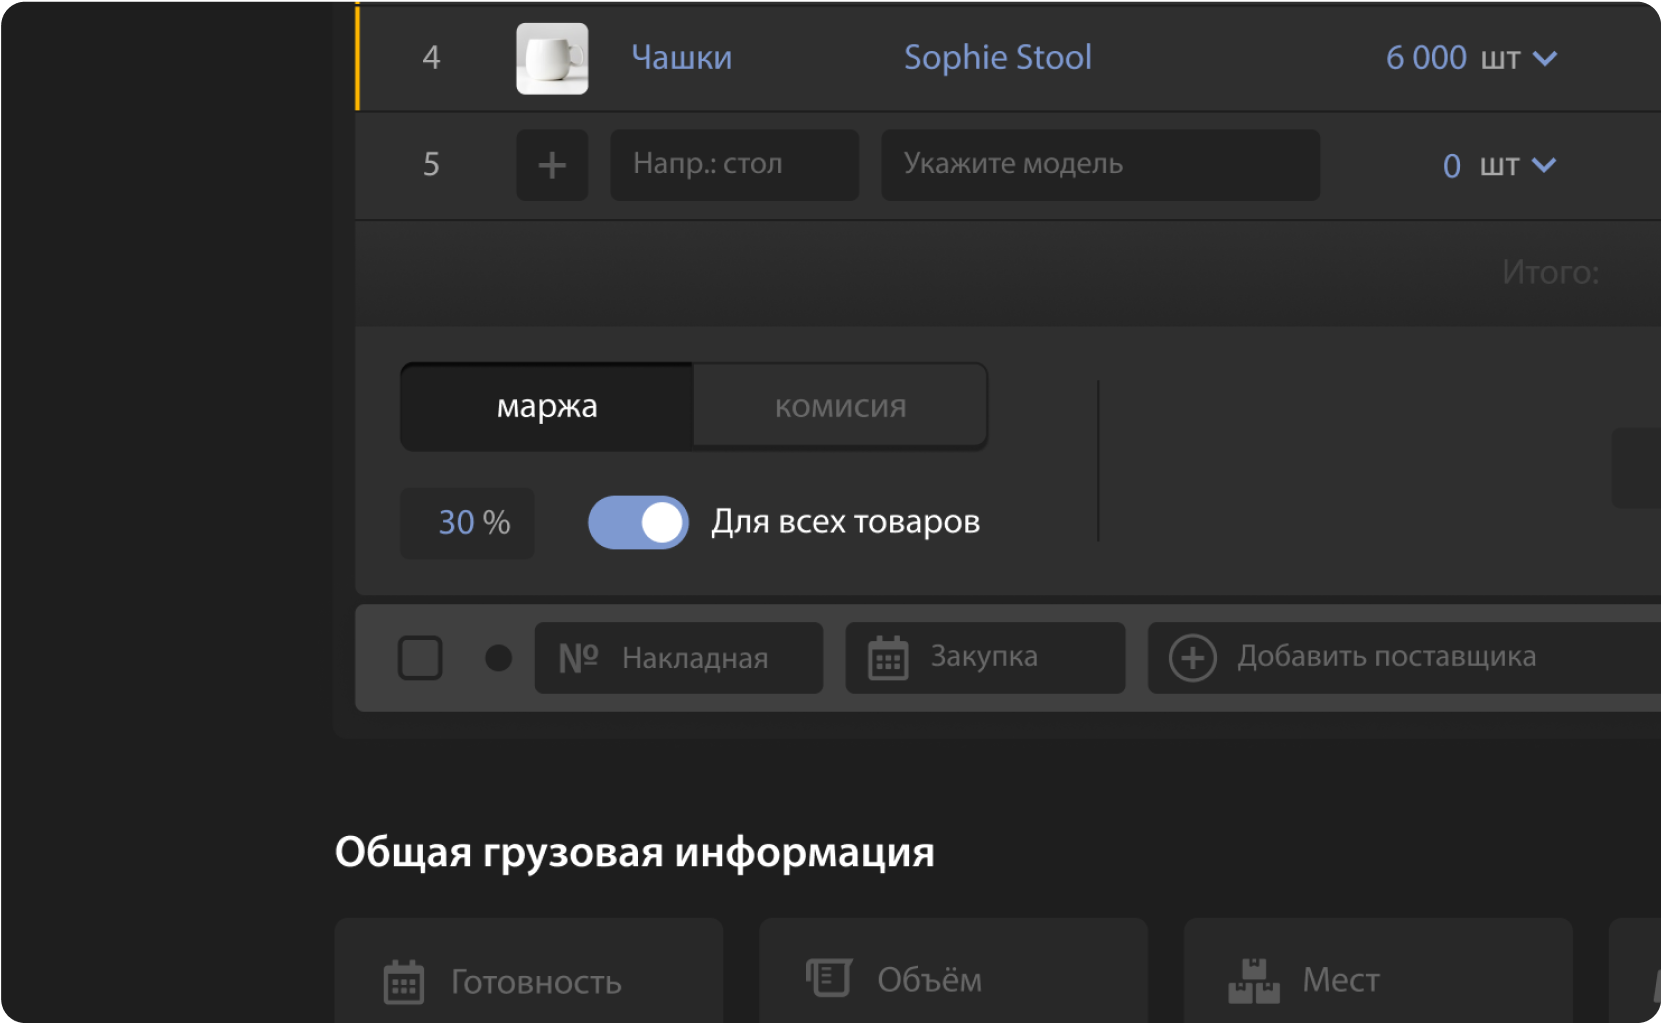 4 Чашки Sophie Stool 6 000 шт
5 Напр.: стол Укажите модель 0 шт
Итого:
маржа комисия
30 % Для всех товаров
№ Накладная Закупка Добавить поставщика
Общая грузовая информация
Готовность Объём Мест